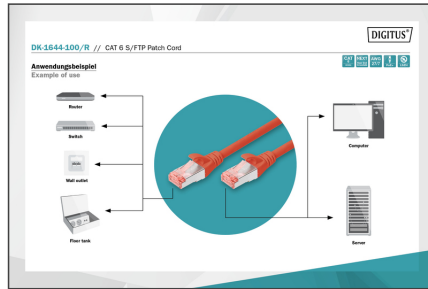 DIGITUS®
DK-1644-100/R // CAT 6 S/FTP Patch Cord
Anwendungsbeispiel
Example of use
Router
Switch
Wall outlet
Floor tank
Computer
Server